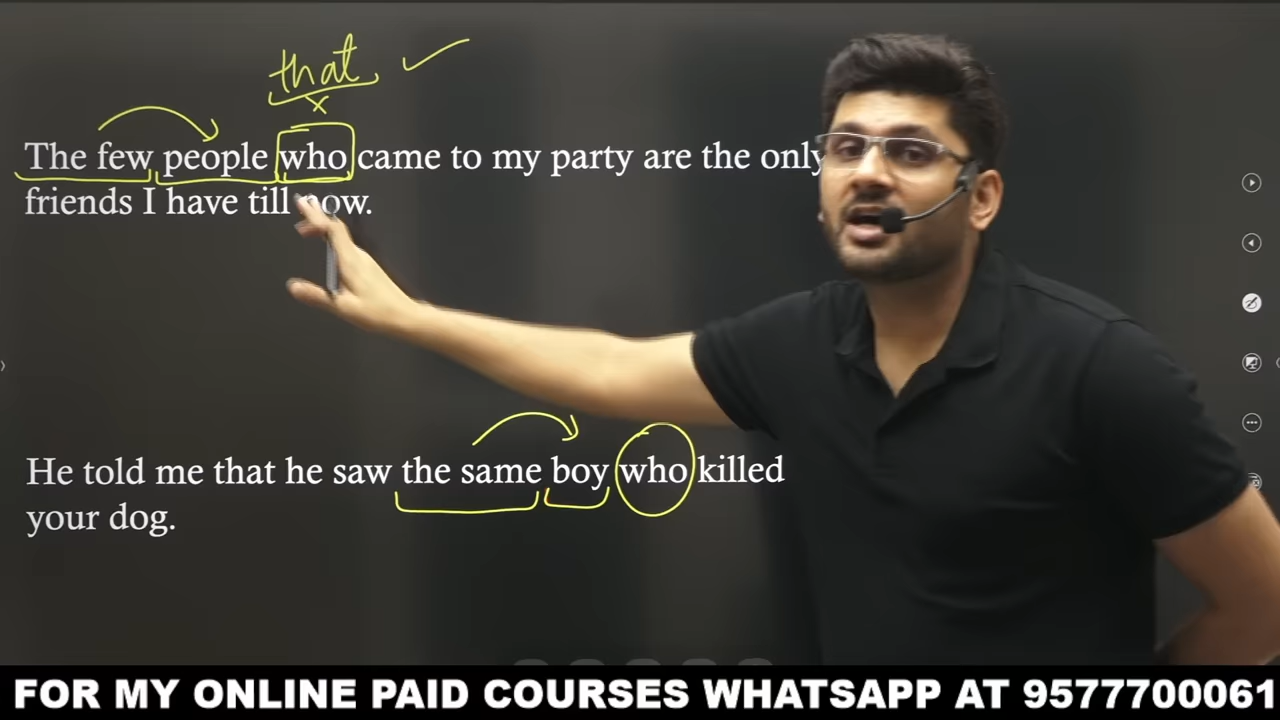 that
The few people who came to my party are the only
friends I have till now.
He told me that he saw the same boy who killed
your dog.
FOR MY ONLINE PAID COURSES WHATSAPP AT 9577700061